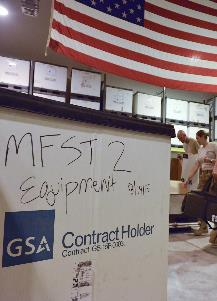 MFST 2
Equipment
GSA
Contract Holder